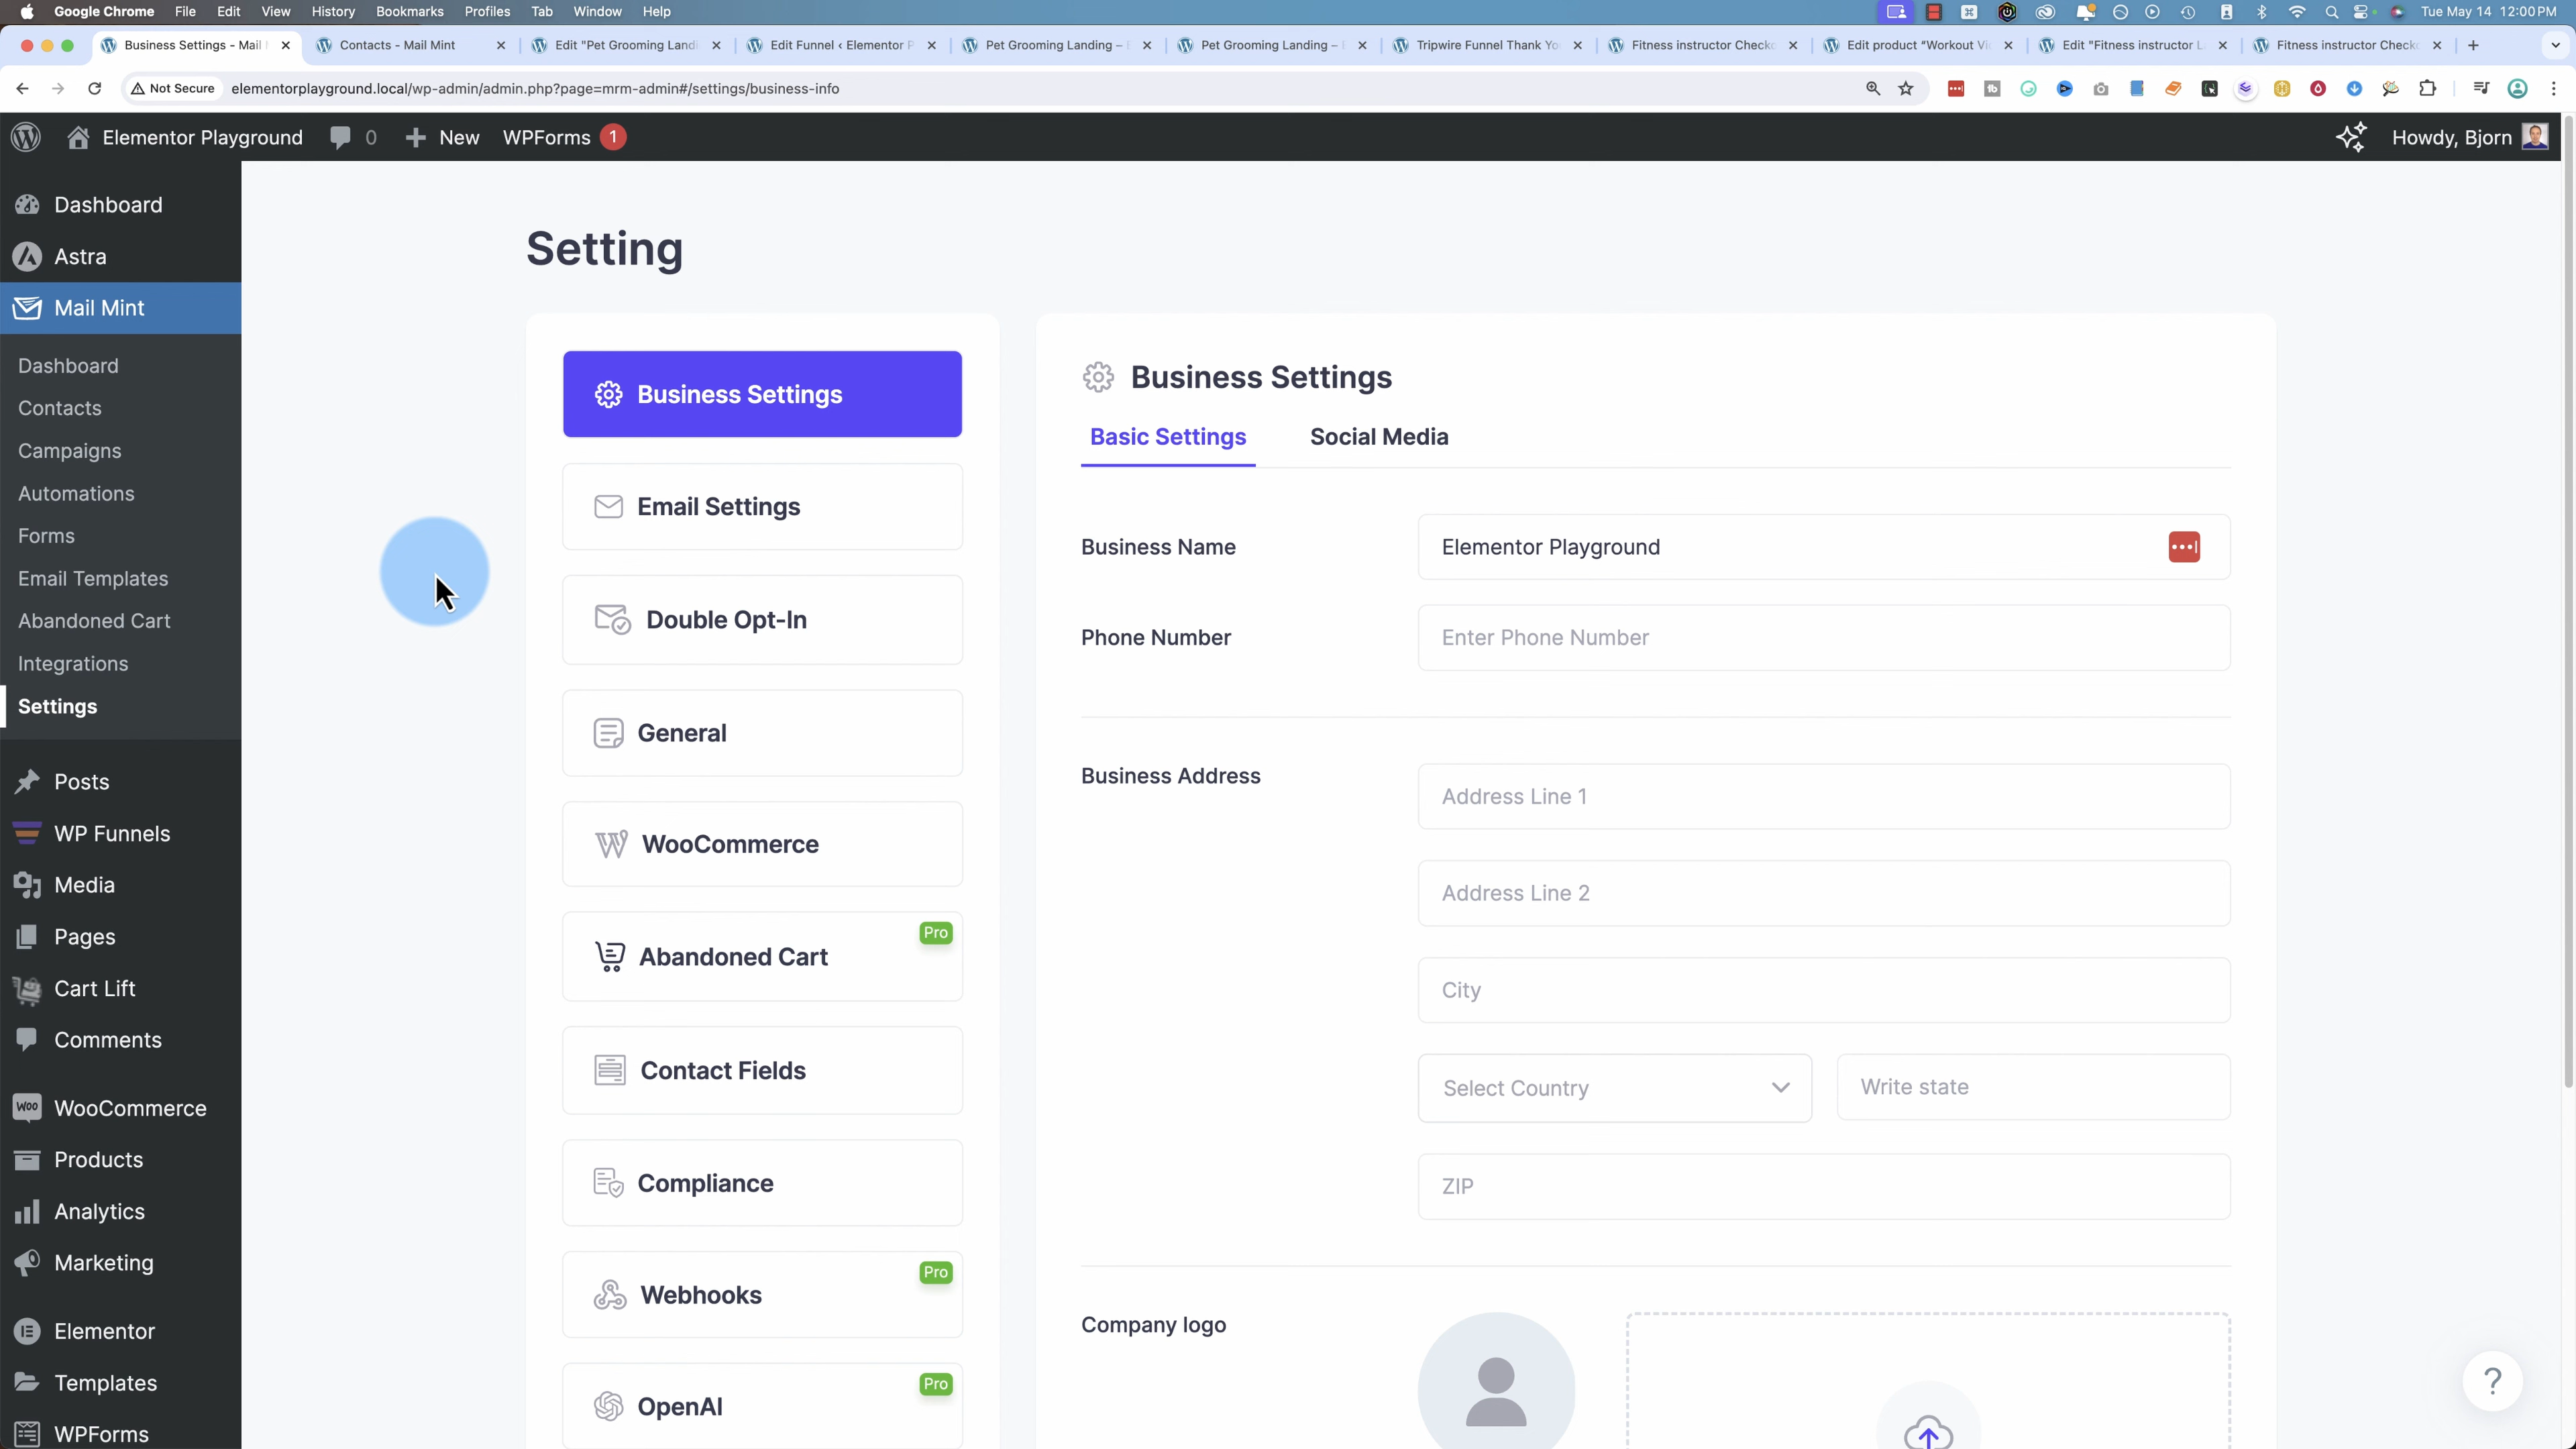 Google Chrome File Edit View History Bookmarks Profiles Tab Window Help
Tue May 14 12:00 PM
Business Settings - Mail
Contacts - Mail Mint
Edit "Pet Grooming Landi
Edit Funnel ‹ Elementor P
Pet Grooming Landing –
Pet Grooming Landing –
Tripwire Funnel Thank Yo
Fitness instructor Checko
Edit product "Workout Vi
Edit "Fitness instructor L
Fitness instructor Checko
Not Secure elementorplayground.local/wp-admin/admin.php?page=mrm-admin#/settings/business-info
Elementor Playground 0 New WPForms 1
Howdy, Bjorn
Dashboard
Astra
Mail Mint
Dashboard
Contacts
Campaigns
Automations
Forms
Email Templates
Abandoned Cart
Integrations
Settings
Posts
WP Funnels
Media
Pages
Cart Lift
Comments
WOO WooCommerce
Products
Analytics
Marketing
Elementor
Templates
WPForms
Setting
Business Settings
Email Settings
Double Opt-In
General
WooCommerce
Pro
Abandoned Cart
Contact Fields
Compliance
Pro
Webhooks
Pro
OpenAI
Business Settings
Basic Settings Social Media
Business Name Elementor Playground
Phone Number Enter Phone Number
Business Address Address Line 1
Address Line 2
City
Select Country Write state
ZIP
Company logo
?